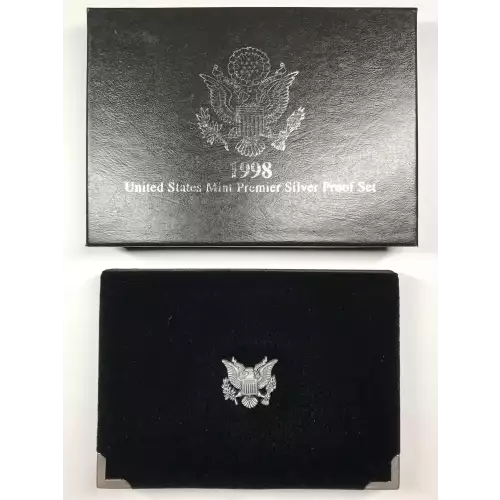 1998
United States Mint Premier Silver Proof Set